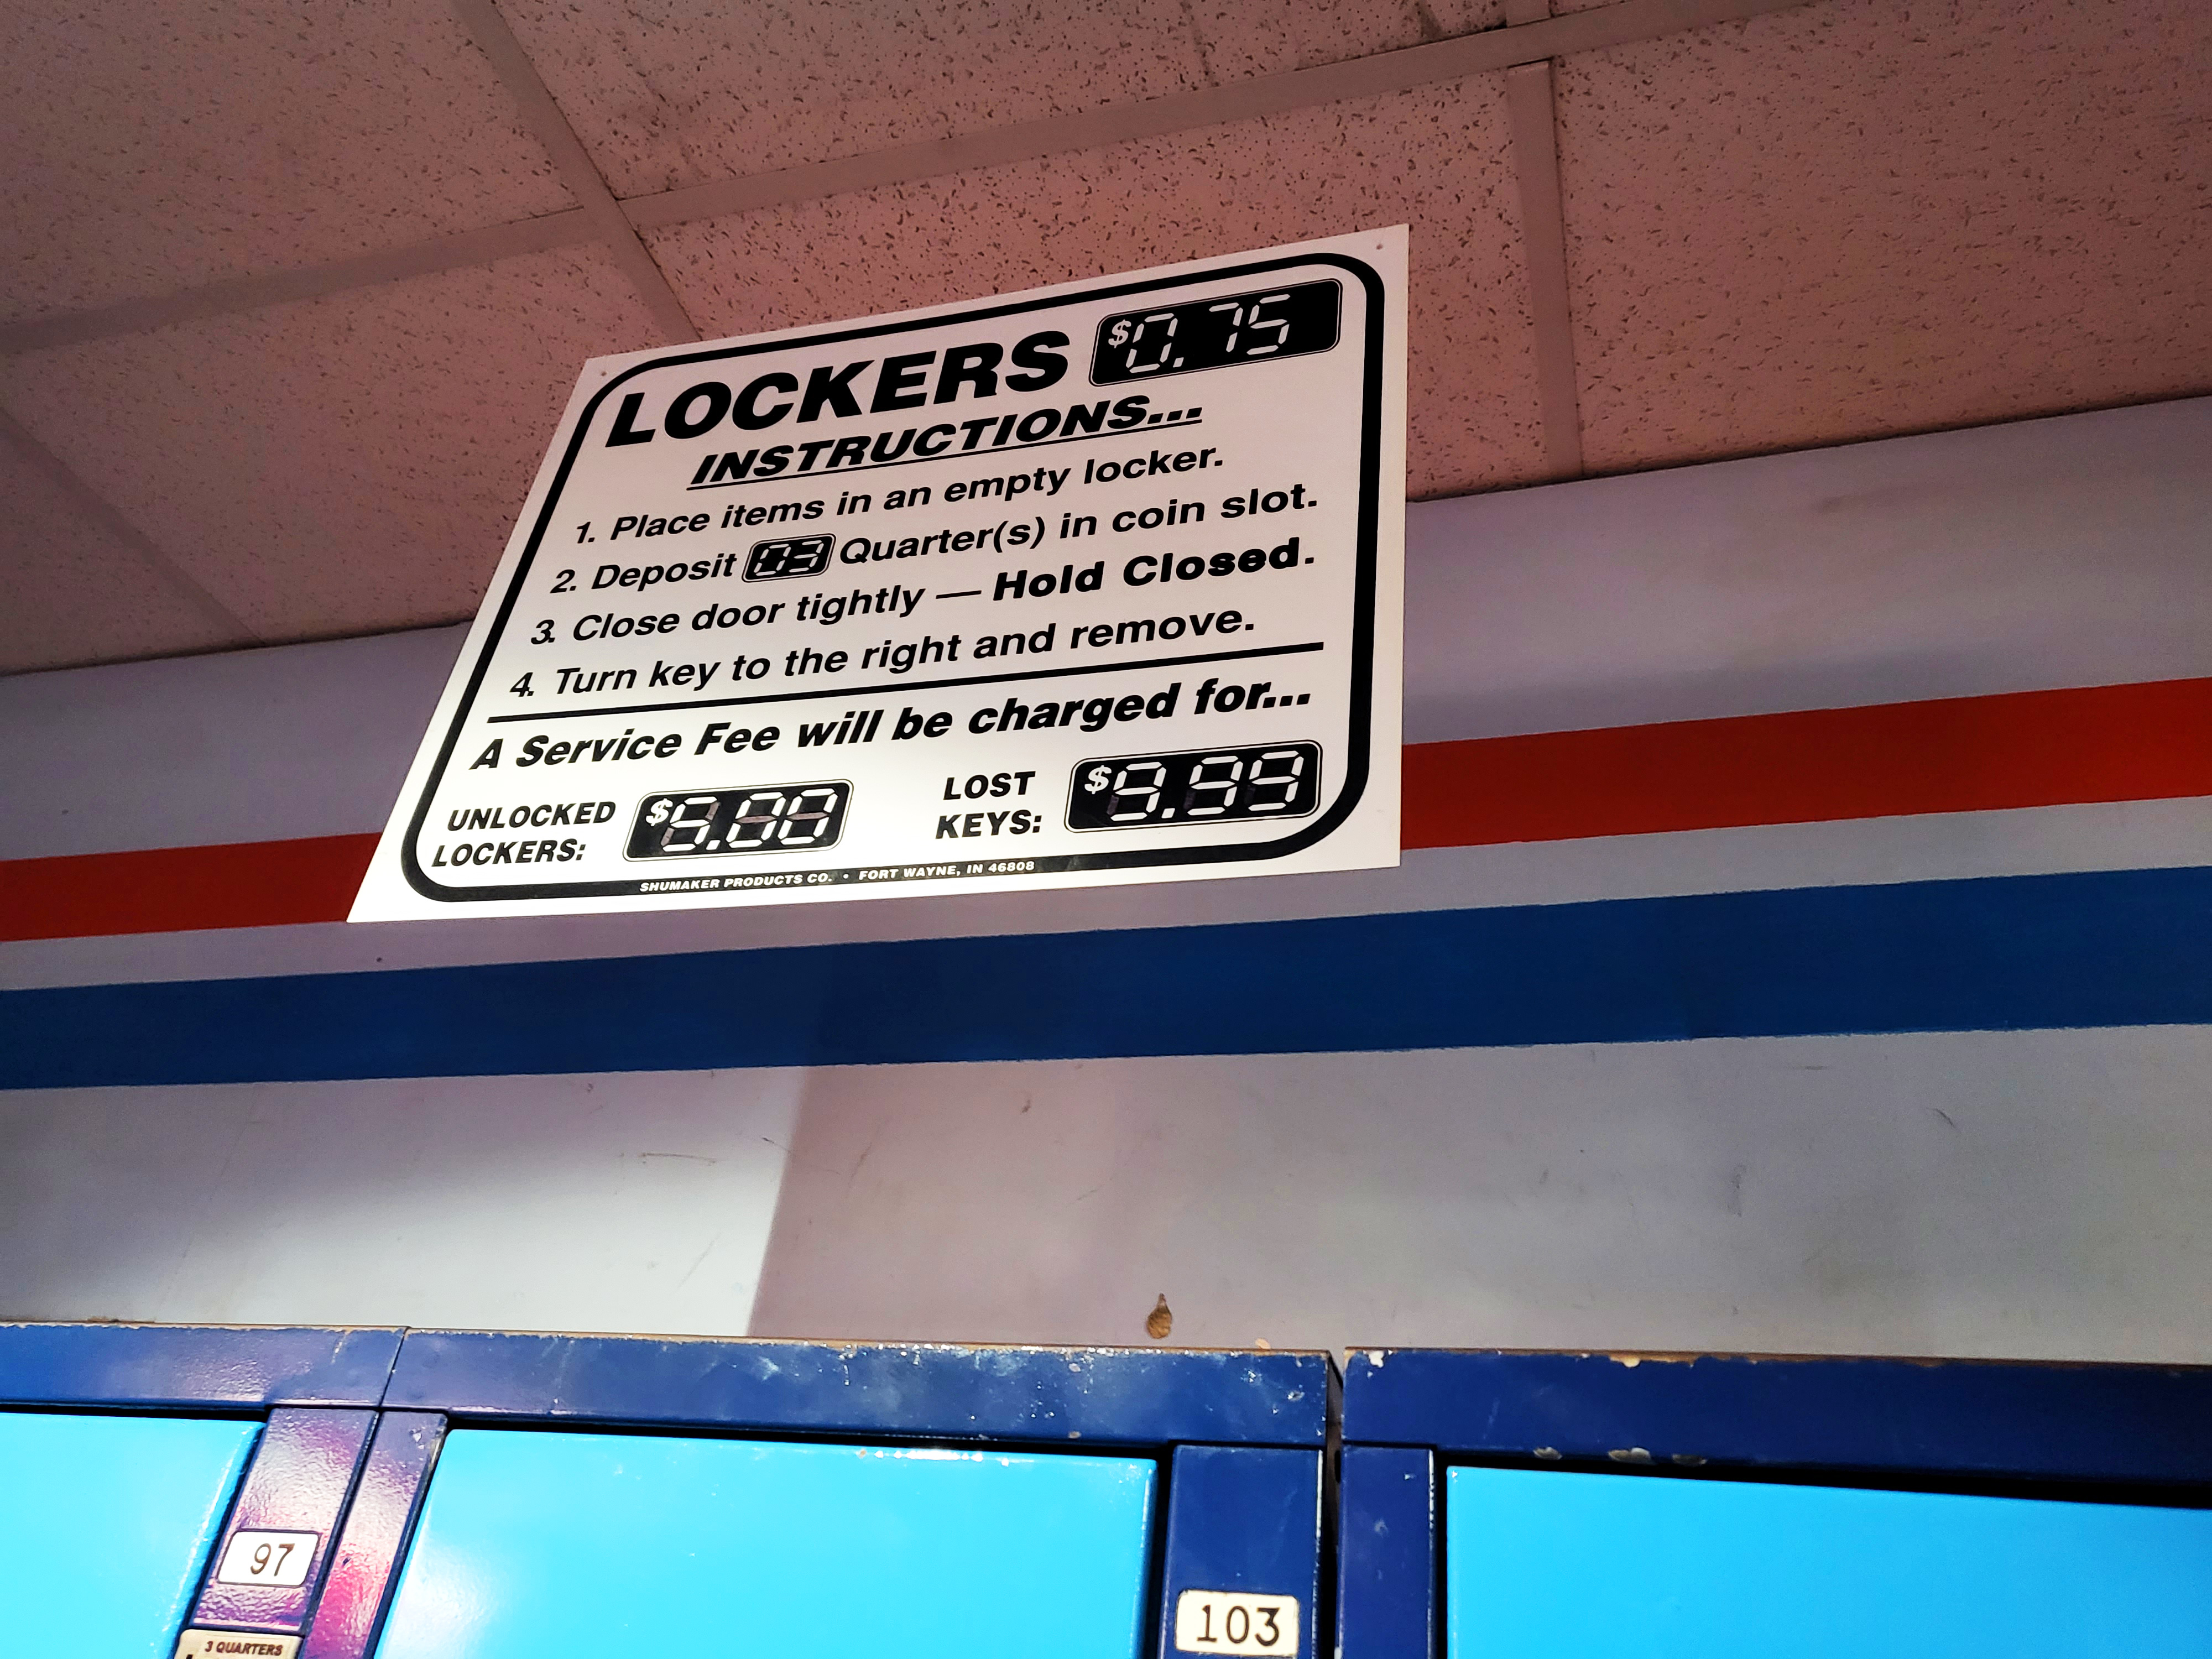 LOCKERS $0.75
INSTRUCTIONS...
1. Place items in an empty locker.
2. Deposit 03 Quarter(s) in coin slot.
3. Close door tightly — Hold Closed.
4. Turn key to the right and remove.
A Service Fee will be charged for...
UNLOCKED LOCKERS: $5.00
LOST KEYS: $9.99
SHUMAKER PRODUCTS CO. • FORT WAYNE, IN 46808
97
3 QUARTERS
103